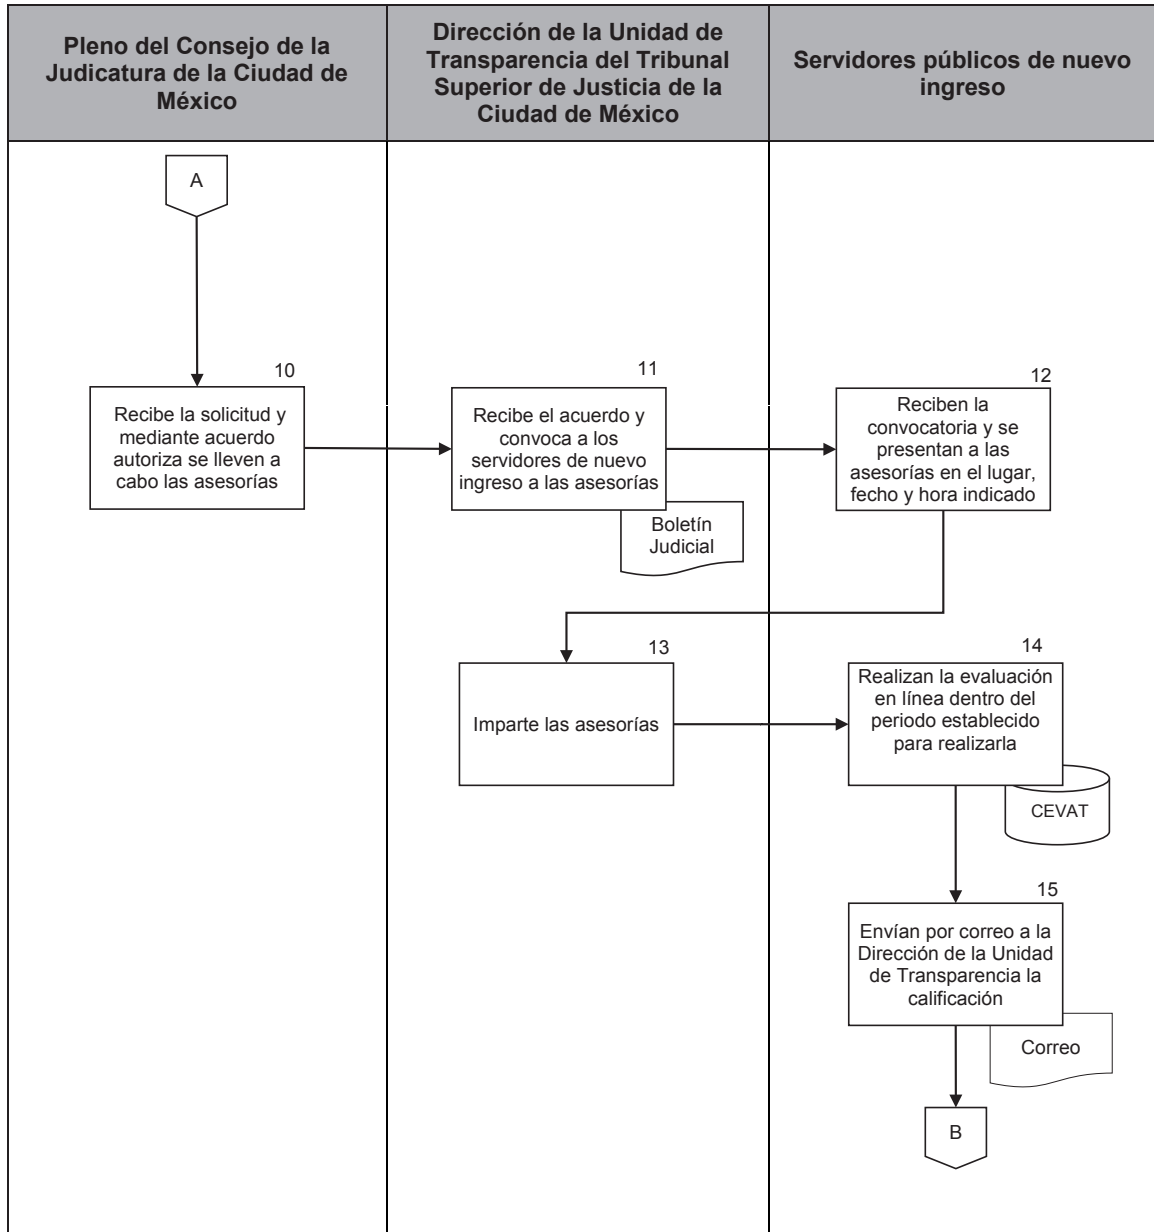 Pleno del Consejo de la
Judicatura de la Ciudad de
México
Dirección de la Unidad de
Transparencia del Tribunal
Superior de Justicia de la
Ciudad de México
Servidores públicos de nuevo
ingreso
A
10
Recibe la solicitud y
mediante acuerdo
autoriza se lleven a
cabo las asesorías
11
Recibe el acuerdo y
convoca a los
servidores de nuevo
ingreso a las asesorías
Boletín
Judicial
12
Reciben la
convocatoria y se
presentan a las
asesorías en el lugar,
fecho y hora indicado
13
Imparte las asesorías
14
Realizan la evaluación
en línea dentro del
periodo establecido
para realizarla
CEVAT
15
Envían por correo a la
Dirección de la Unidad
de Transparencia la
calificación
Correo
B